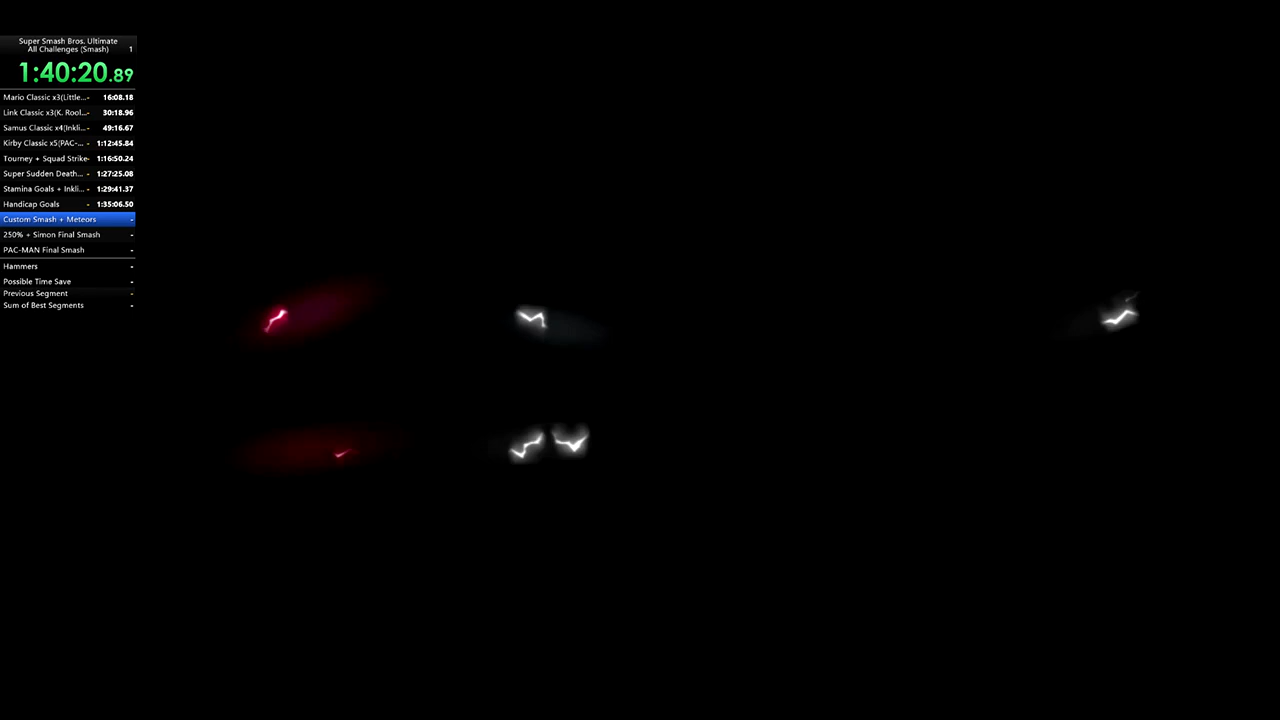 Super Smash Bros. Ultimate
All Challenges (Smash) 1
1:40:20.89
Mario Classic x3(Little...- 16:08.18
Link Classic x3(K. Rool...- 30:18.96
Samus Classic x4(Inkli...- 49:16.67
Kirby Classic x5(PAC-...- 1:12:45.84
Tourney + Squad Strike- 1:16:50.24
Super Sudden Death...- 1:27:25.08
Stamina Goals + Inkli...- 1:29:41.37
Handicap Goals - 1:35:06.50
Custom Smash + Meteors -
250% + Simon Final Smash -
PAC-MAN Final Smash -
Hammers -
Possible Time Save -
Previous Segment -
Sum of Best Segments -